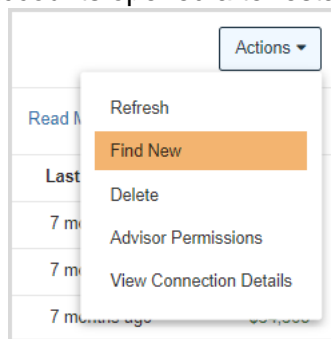 Actions
Refresh
Read
Find New
Last
Delete
7
Advisor Permissions
7
View Connection Details
7 months ago